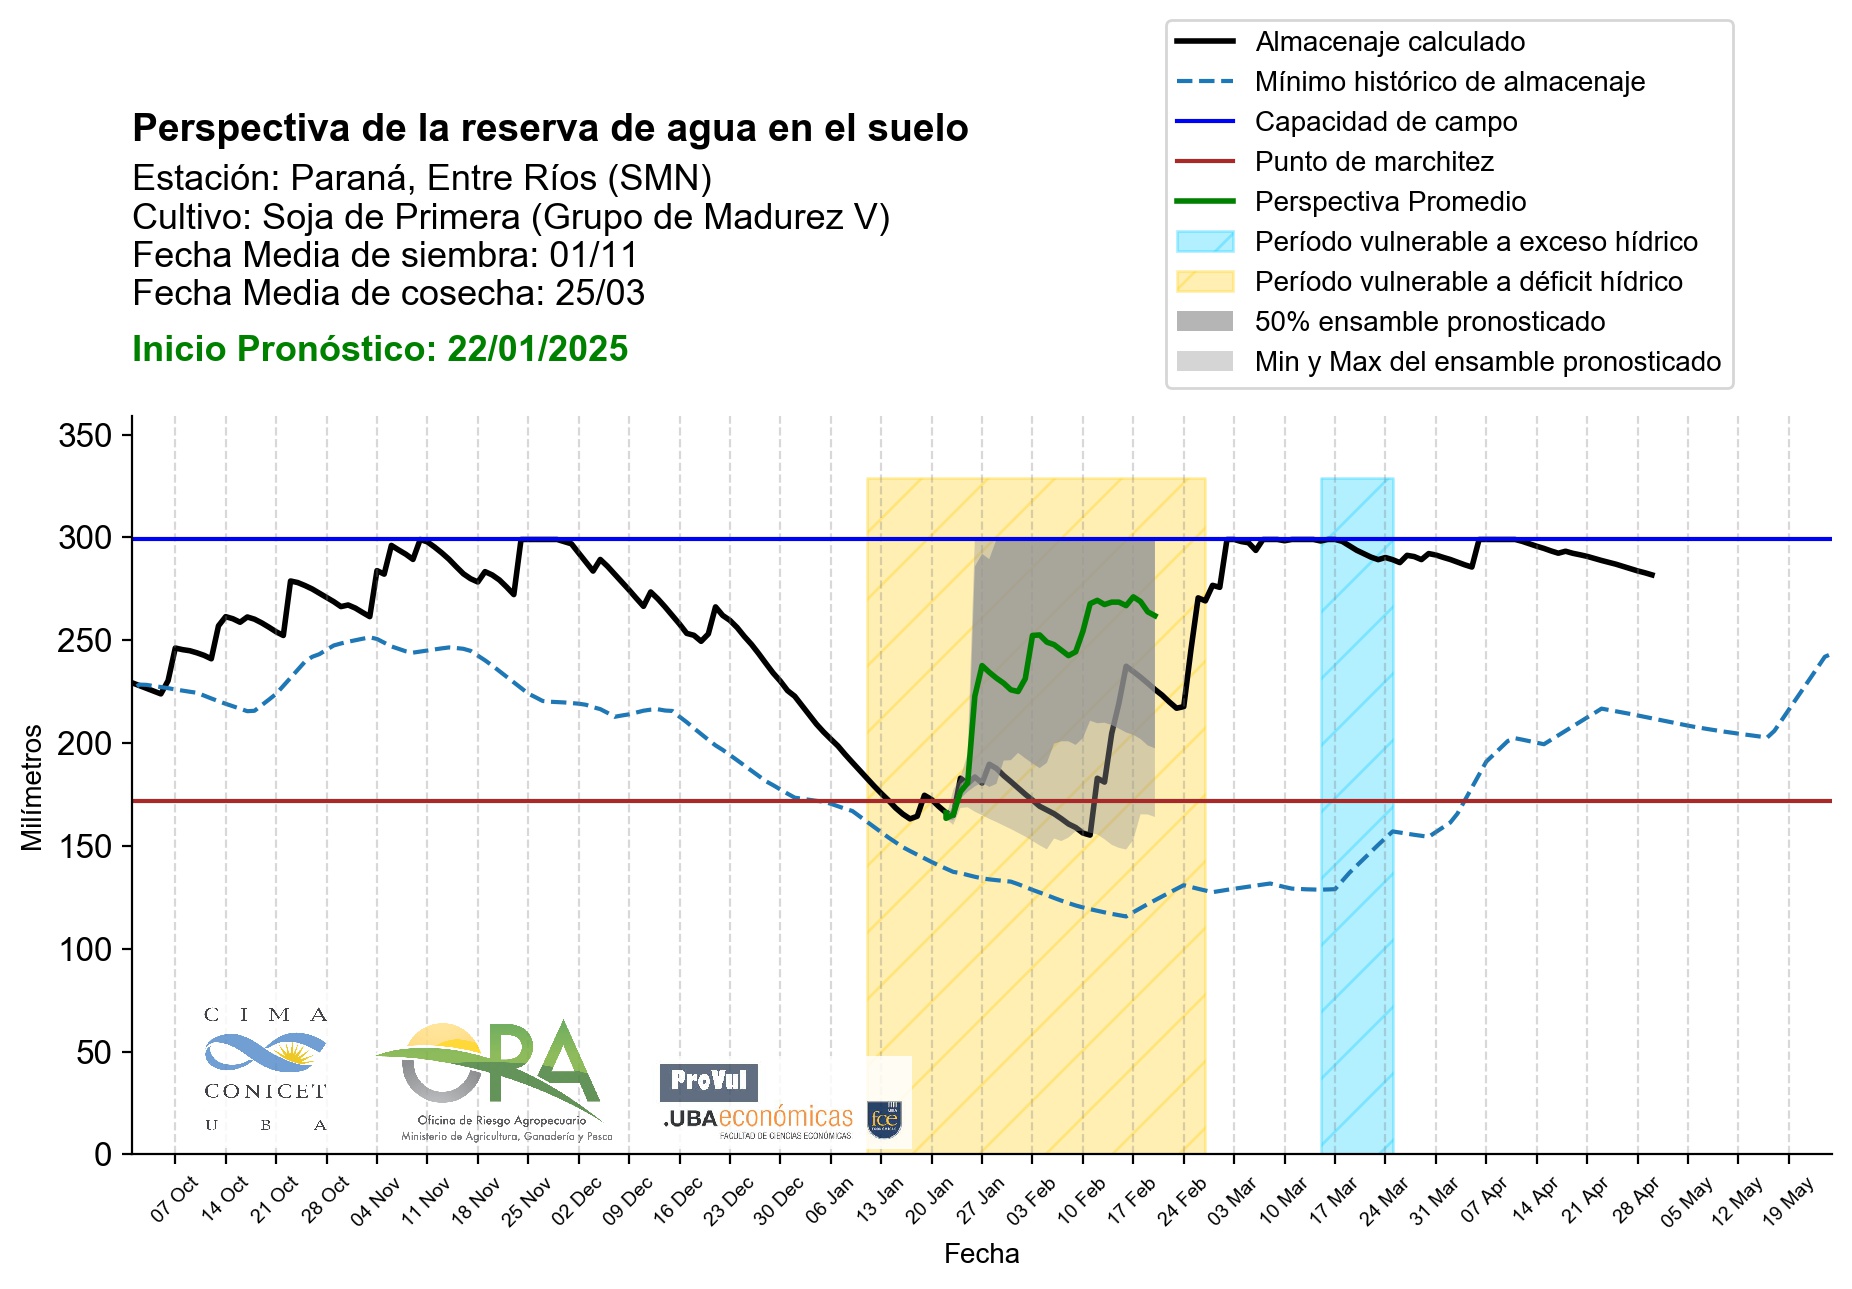 Almacenaje calculado
Mínimo histórico de almacenaje
Capacidad de campo
Punto de marchitez
Perspectiva Promedio
Período vulnerable a exceso hídrico
Período vulnerable a déficit hídrico
50% ensamble pronosticado
Min y Max del ensamble pronosticado
Perspectiva de la reserva de agua en el suelo
Estación: Paraná, Entre Ríos (SMN)
Cultivo: Soja de Primera (Grupo de Madurez V)
Fecha Media de siembra: 01/11
Fecha Media de cosecha: 25/03
Inicio Pronóstico: 22/01/2025
350
300
250
200
150
100
50
0
Milímetros
CIMA
CONICET
UBA
ORA
Oficina de Riesgo Agropecuario
Ministerio de Agricultura, Ganadería y Pesca
ProVul
.UBAeconómicas
FACULTAD DE CIENCIAS ECONÓMICAS
UBA
fce
07 Oct
14 Oct
21 Oct
28 Oct
04 Nov
11 Nov
18 Nov
25 Nov
02 Dec
09 Dec
16 Dec
23 Dec
30 Dec
06 Jan
13 Jan
20 Jan
27 Jan
03 Feb
10 Feb
17 Feb
24 Feb
03 Mar
10 Mar
17 Mar
24 Mar
31 Mar
07 Apr
14 Apr
21 Apr
28 Apr
05 May
12 May
19 May
Fecha